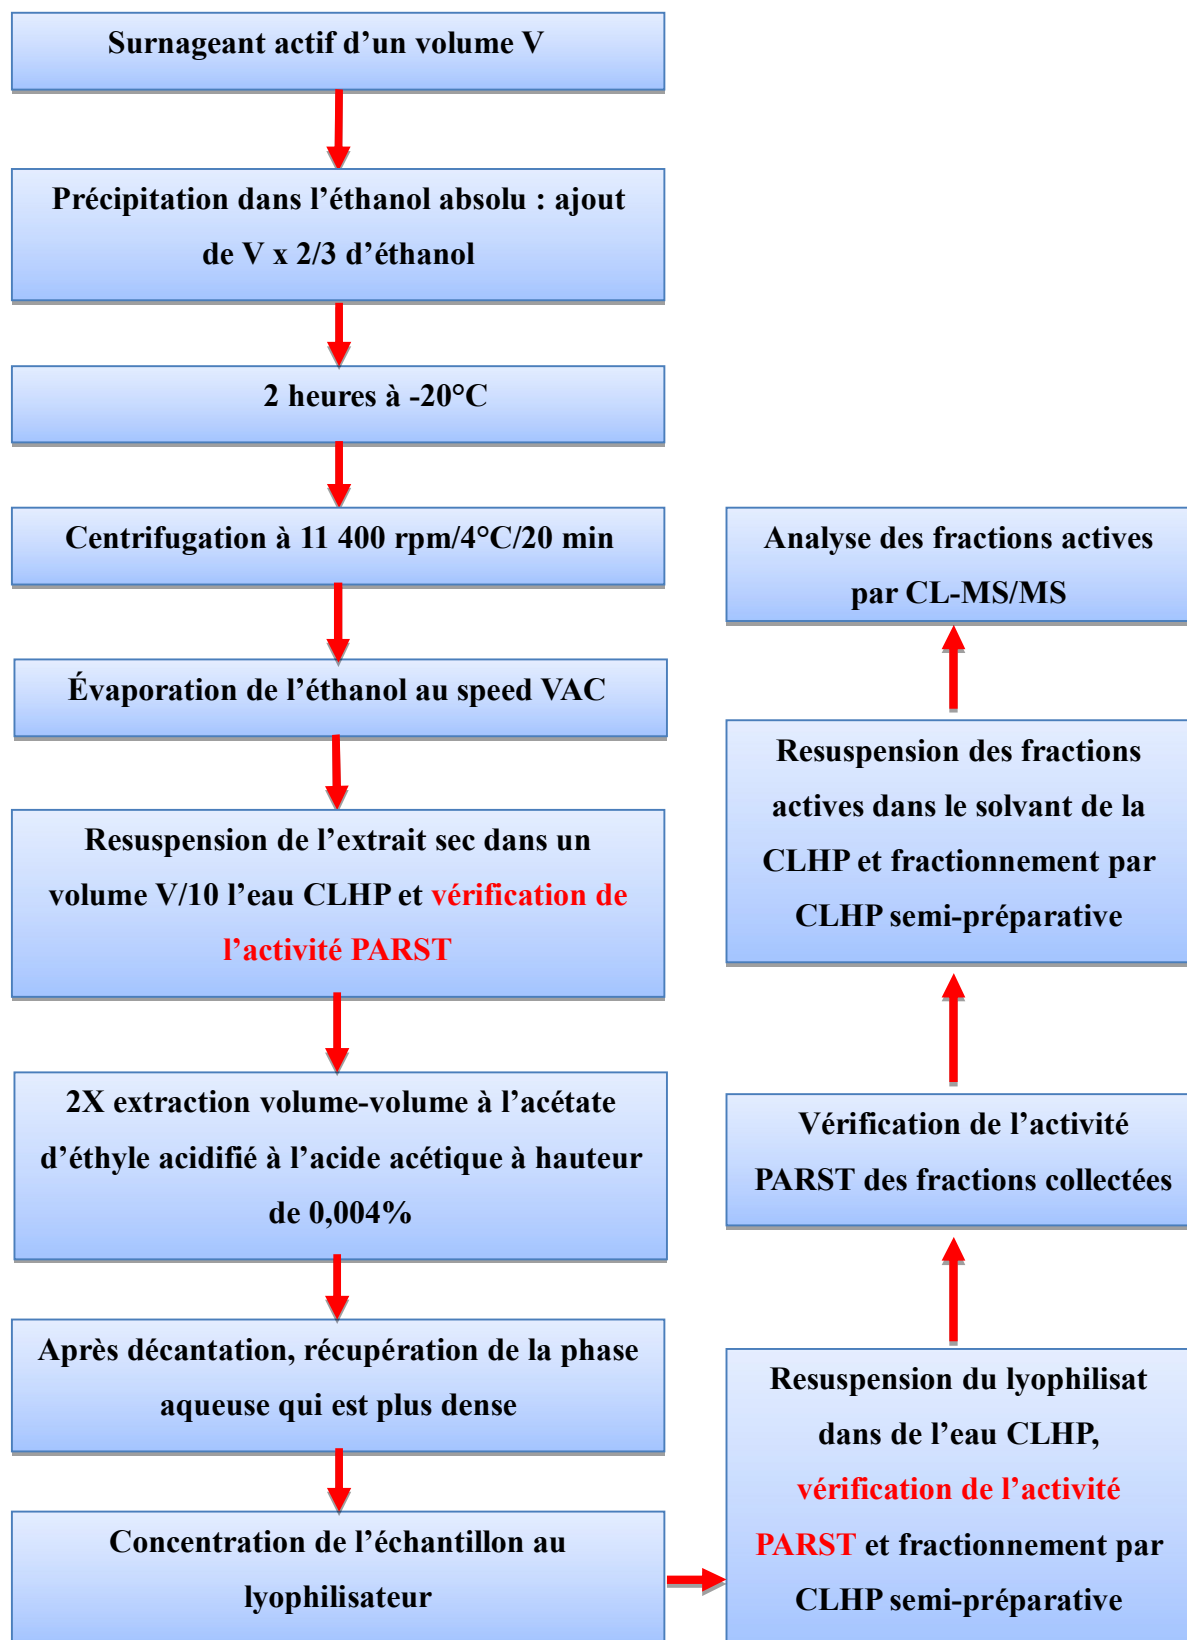 Surnageant actif d’un volume V
Précipitation dans l’éthanol absolu : ajout
de V x 2/3 d’éthanol
2 heures à -20°C
Centrifugation à 11 400 rpm/4°C/20 min
Évaporation de l’éthanol au speed VAC
Resuspension de l’extrait sec dans un
volume V/10 l’eau CLHP et vérification de
l’activité PARST
2X extraction volume-volume à l’acétate
d’éthyle acidifié à l’acide acétique à hauteur
de 0,004%
Après décantation, récupération de la phase
aqueuse qui est plus dense
Concentration de l’échantillon au
lyophilisateur
Resuspension du lyophilisat
dans de l’eau CLHP,
vérification de l’activité
PARST et fractionnement par
CLHP semi-préparative
Vérification de l’activité
PARST des fractions collectées
Resuspension des fractions
actives dans le solvant de la
CLHP et fractionnement par
CLHP semi-préparative
Analyse des fractions actives
par CL-MS/MS